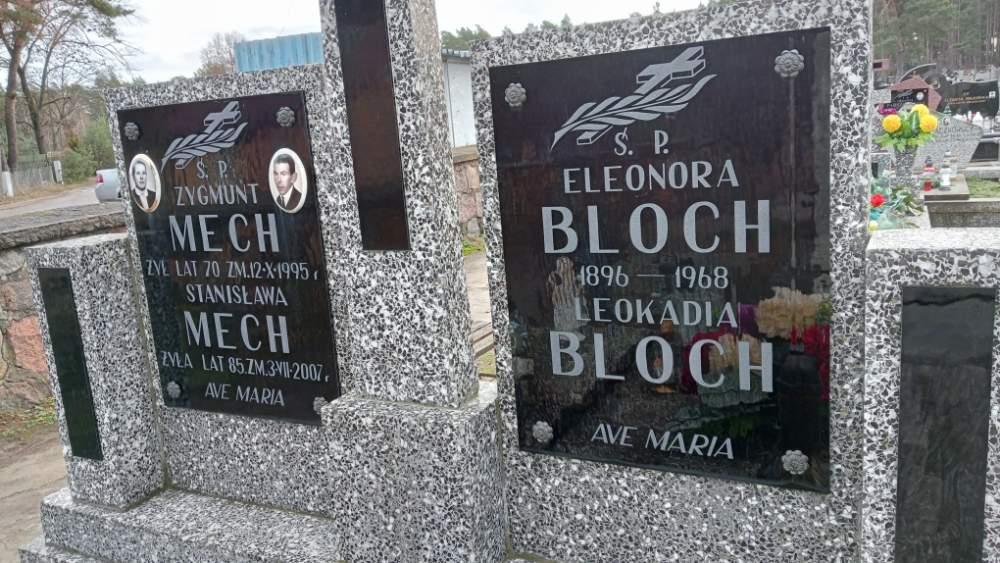 Ś. P.
ZYGMUNT
MECH
ŻYŁ LAT 70 ZM.12-X-1995 r
STANISŁAWA
MECH
ŻYŁA LAT 85.ZM.3-VII-2007 r
AVE MARIA
Ś. P.
ELEONORA
BLOCH
1896 — 1968
LEOKADIA
BLOCH
AVE MARIA